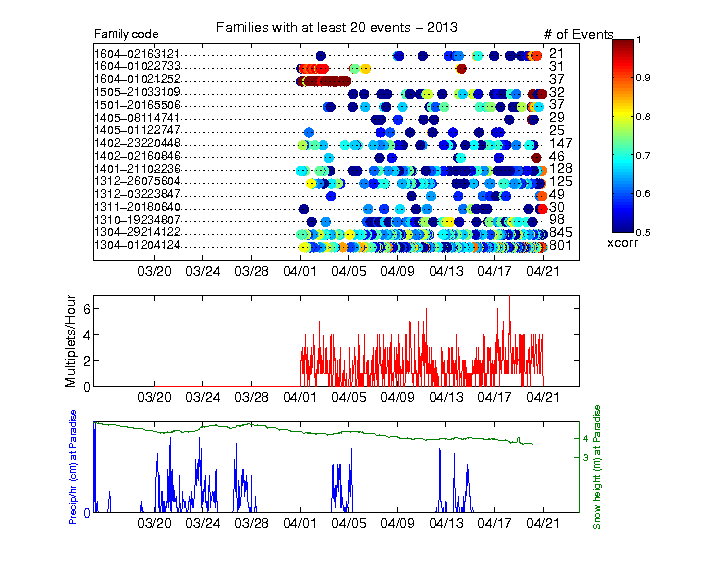 Families with at least 20 events − 2013
Family code
# of Events
1604−02163121 21
1604−01022733 31
1604−01021252 37
1505−21033109 32
1501−20165506 37
1405−08114741 29
1405−01122747 25
1402−23220448 147
1402−02160846 46
1401−21102236 128
1312−26075604 125
1312−03223847 49
1311−20180640 30
1310−19234807 98
1304−29214122 845
1304−01204124 801
03/20 03/24 03/28 04/01 04/05 04/09 04/13 04/17 04/21
1
0.9
0.8
0.7
0.6
0.5
xcorr
Multiplets/Hour
6
4
2
0
03/20 03/24 03/28 04/01 04/05 04/09 04/13 04/17 04/21
Precip/hr (cm) at Paradise
0
4
3
Snow height (m) at Paradise
03/20 03/24 03/28 04/01 04/05 04/09 04/13 04/17 04/21